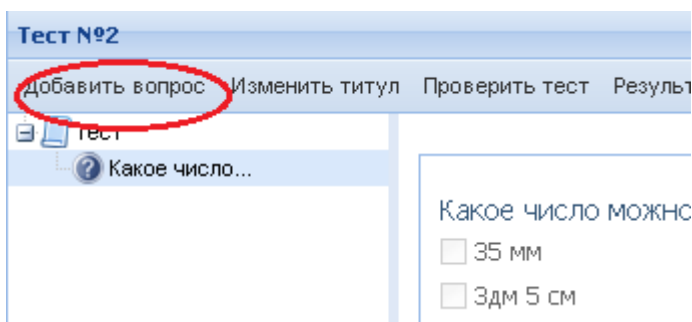 Тест №2
Добавить вопрос Изменить титул Проверить тест Резуль
Тест
Какое число...
Какое число можно
35 мм
3дм 5 см